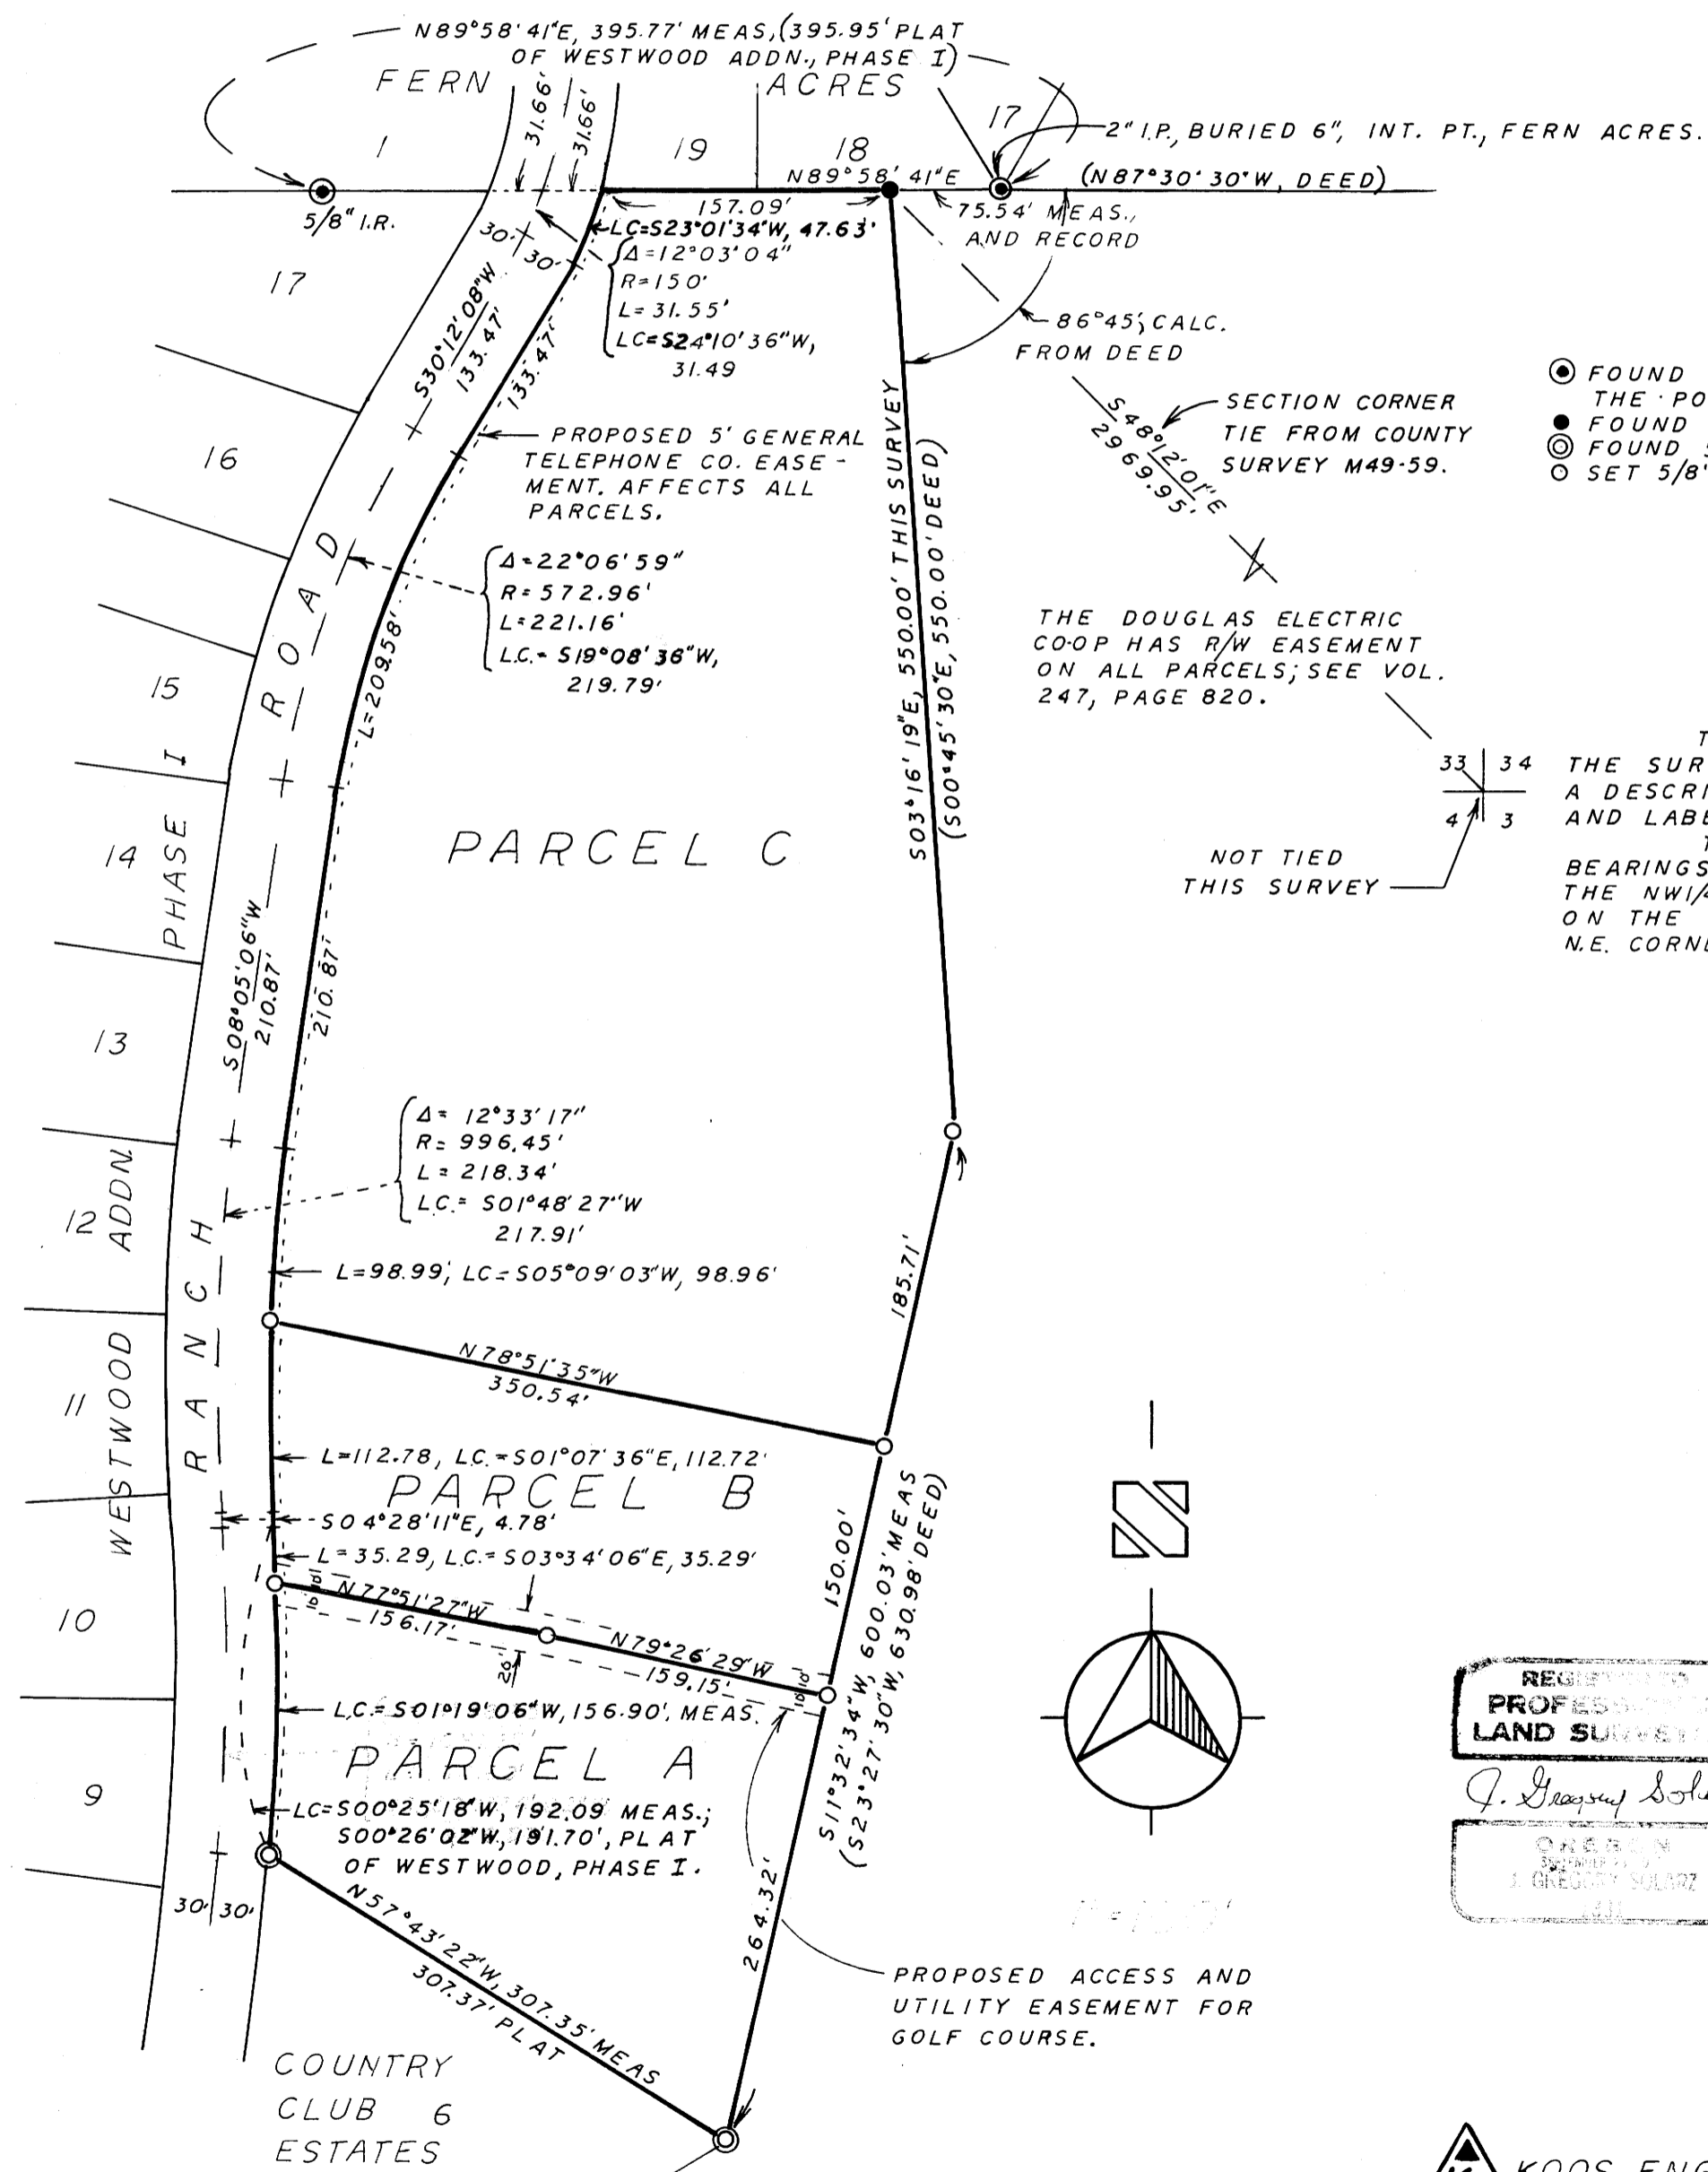 N89°58'41"E, 395.77' MEAS,(395.95' PLAT
OF WESTWOOD ADDN., PHASE I)
FERN ACRES
31.66'
31.66'
1
19
18
17
2" I.P., BURIED 6", INT. PT., FERN ACRES.
N89°58'41"E
(N87°30'30"W, DEED)
5/8" I.R.
157.09'
75.54' MEAS.,
AND RECORD
LC=S23°01'34"W, 47.63'
30'
30'
Δ=12°03'04"
R=150'
L=31.55'
LC=S24°10'36"W,
31.49
86°45', CALC.
FROM DEED
17
S30°12'08"W
133.47'
133.47'
S48°12'01"E
2969.95'
SECTION CORNER
TIE FROM COUNTY
SURVEY M49-59.
FOUND
THE PO
FOUND
FOUND
SET 5/8"
16
PROPOSED 5' GENERAL
TELEPHONE CO. EASE-
MENT. AFFECTS ALL
PARCELS.
S03°16'19"E, 550.00' THIS SURVEY
(S00°45'30"E, 550.00' DEED)
Δ=22°06'59"
R=572.96'
L=221.16'
L.C.= S19°08'36"W,
219.79'
L=209.58'
THE DOUGLAS ELECTRIC
CO-OP HAS R/W EASEMENT
ON ALL PARCELS; SEE VOL.
247, PAGE 820.
15
33 34
4 3
NOT TIED
THIS SURVEY
T
THE SUR
A DESCRI
AND LABE
T
BEARINGS
THE NW1/4
ON THE
N.E. CORNE
14
PARCEL C
S08°05'06"W
210.87'
210.87'
13
Δ= 12°33'17"
R= 996.45'
L= 218.34'
L.C.= S01°48'27"W
217.91'
12
WESTWOOD ADDN. PHASE I
RANCH ROAD
L=98.99', LC=S05°09'03"W, 98.96'
185.71'
N78°51'35"W
350.54'
11
L=112.78, L.C.=S01°07'36"E, 112.72'
PARCEL B
S04°28'11"E, 4.78'
L=35.29, L.C.=S03°34'06"E, 35.29'
150.00'
S11°32'34"W, 600.03' MEAS
(S23°27'30"W, 630.98' DEED)
10
10'
N77°51'27"W
156.17'
N79°26'29"W
159.15'
20'
10' 10'
L.C.= S01°19'06"W, 156.90', MEAS.
PARCEL A
9
LC=S00°25'18"W, 192.09 MEAS.;
S00°26'02"W, 191.70', PLAT
OF WESTWOOD, PHASE I.
30' 30'
264.32'
N57°43'22"W, 307.35' MEAS
307.37' PLAT
PROPOSED ACCESS AND
UTILITY EASEMENT FOR
GOLF COURSE.
COUNTRY
CLUB 6
ESTATES
PROFES
LAND SURVEY
OREGON
J. GREGORY SOLARZ
KOOS ENG